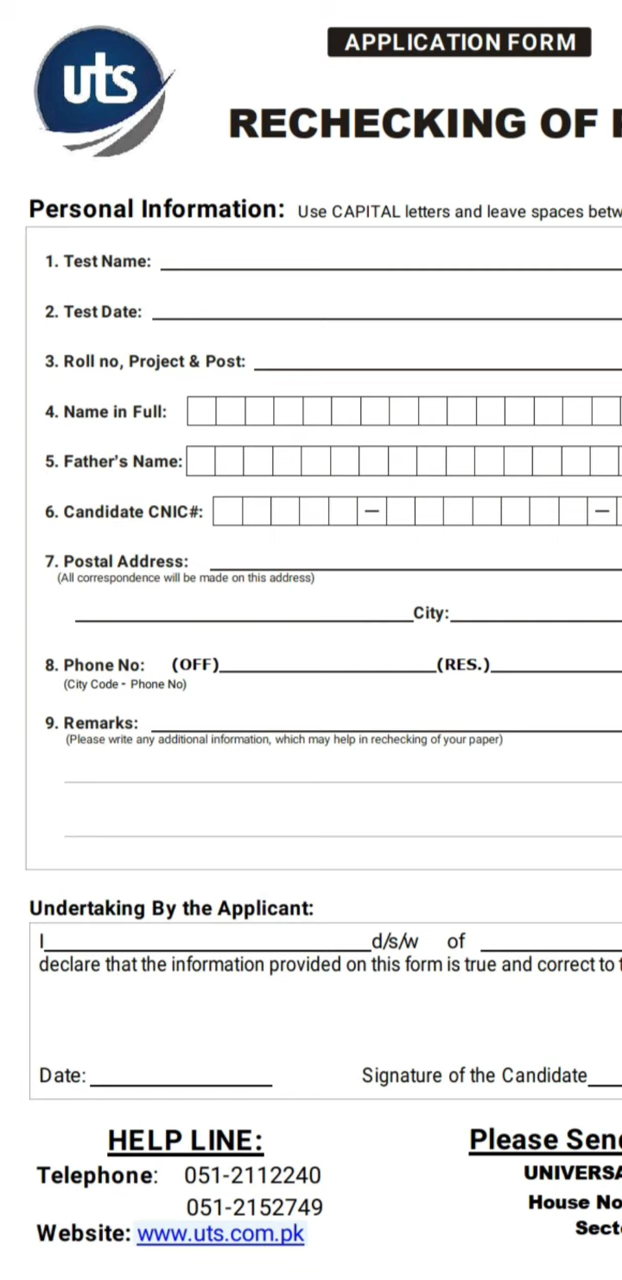 uts
APPLICATION FORM
RECHECKING OF
Personal Information: Use CAPITAL letters and leave spaces
1. Test Name:
2. Test Date:
3. Roll no, Project & Post:
4. Name in Full:
5. Father's Name:
6. Candidate CNIC#: – –
7. Postal Address:
(All correspondence will be made on this address)
City:
8. Phone No: (OFF) (RES.)
(City Code - Phone No)
9. Remarks:
(Please write any additional information, which may help in rechecking of your paper)
Undertaking By the Applicant:
I d/s/w of
declare that the information provided on this form is true and correct to
Date: Signature of the Candidate
HELP LINE: Please
Telephone: 051-2112240
051-2152749
Website: www.uts.com.pk
House